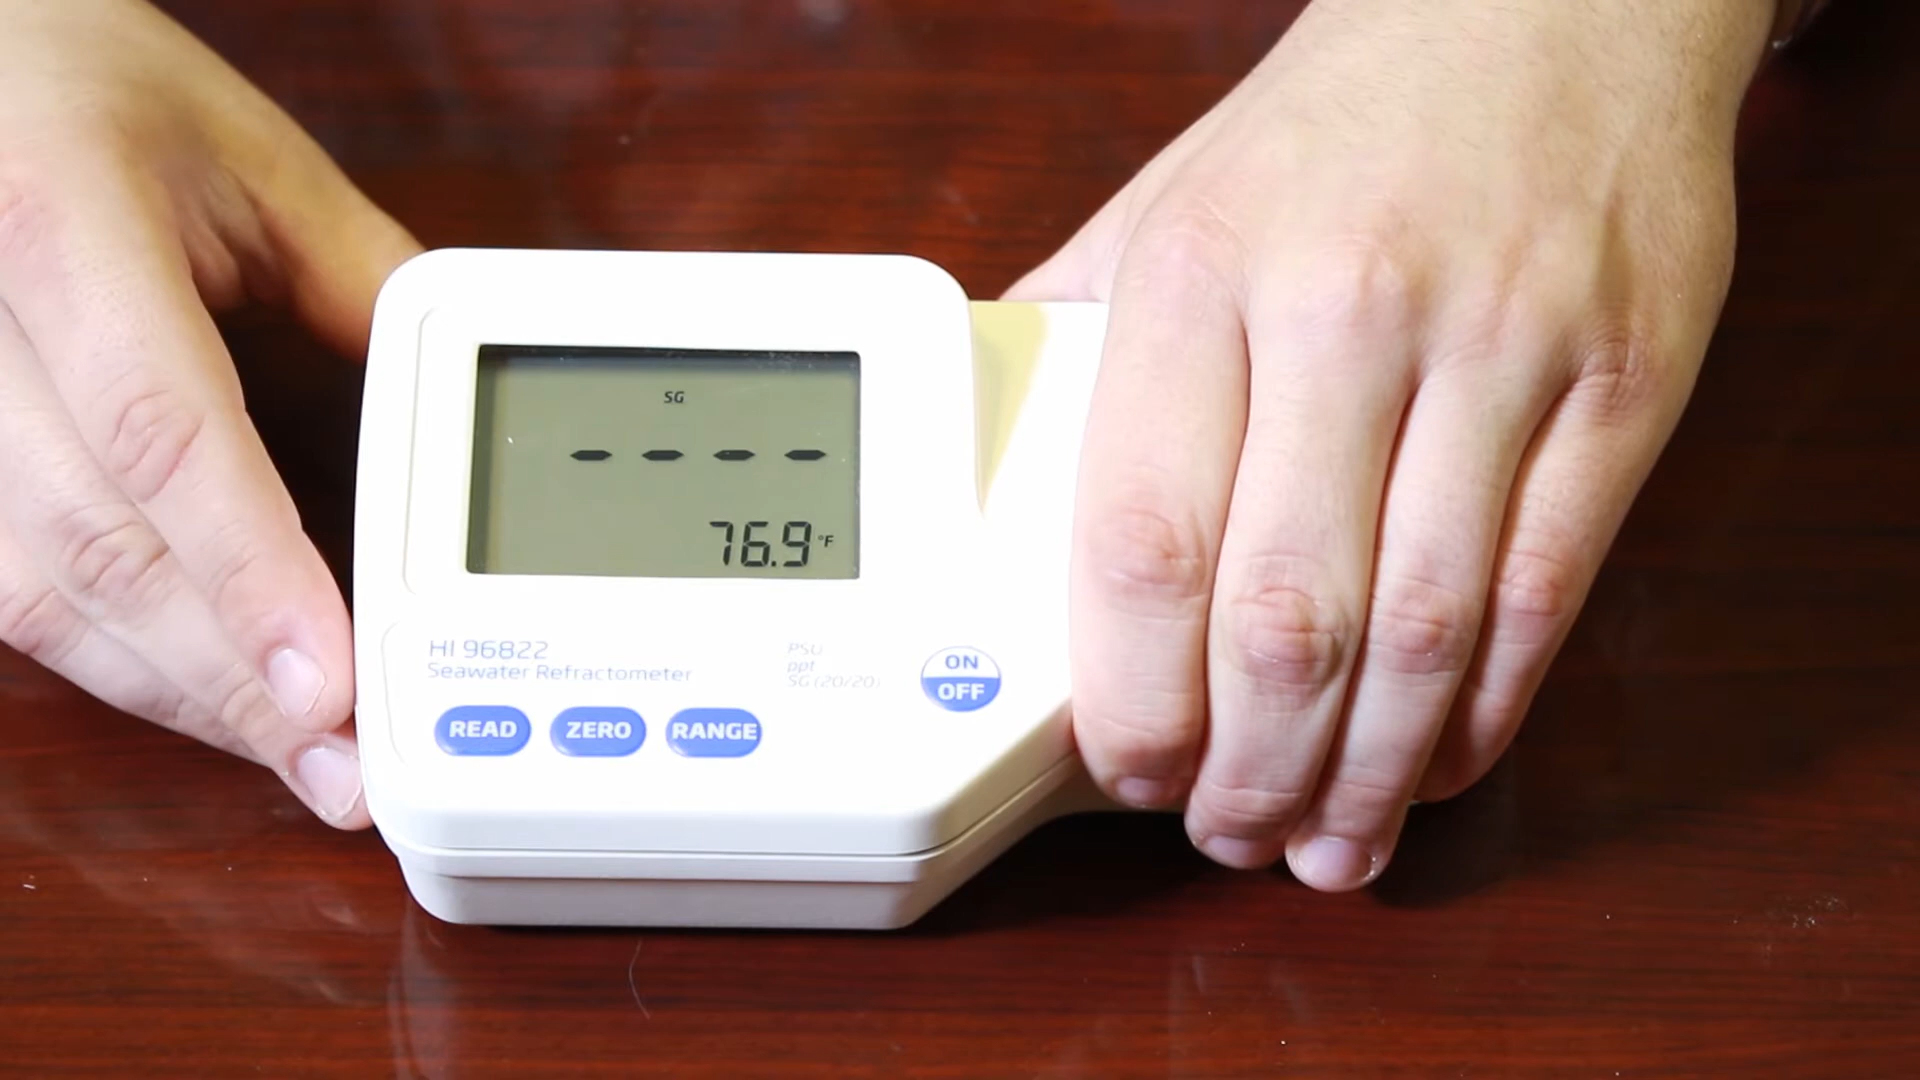 SG
- - - -
76.9 °F
HI 96822
Seawater Refractometer
PSU
ppt
SG (20/20)
ON
OFF
READ
ZERO
RANGE